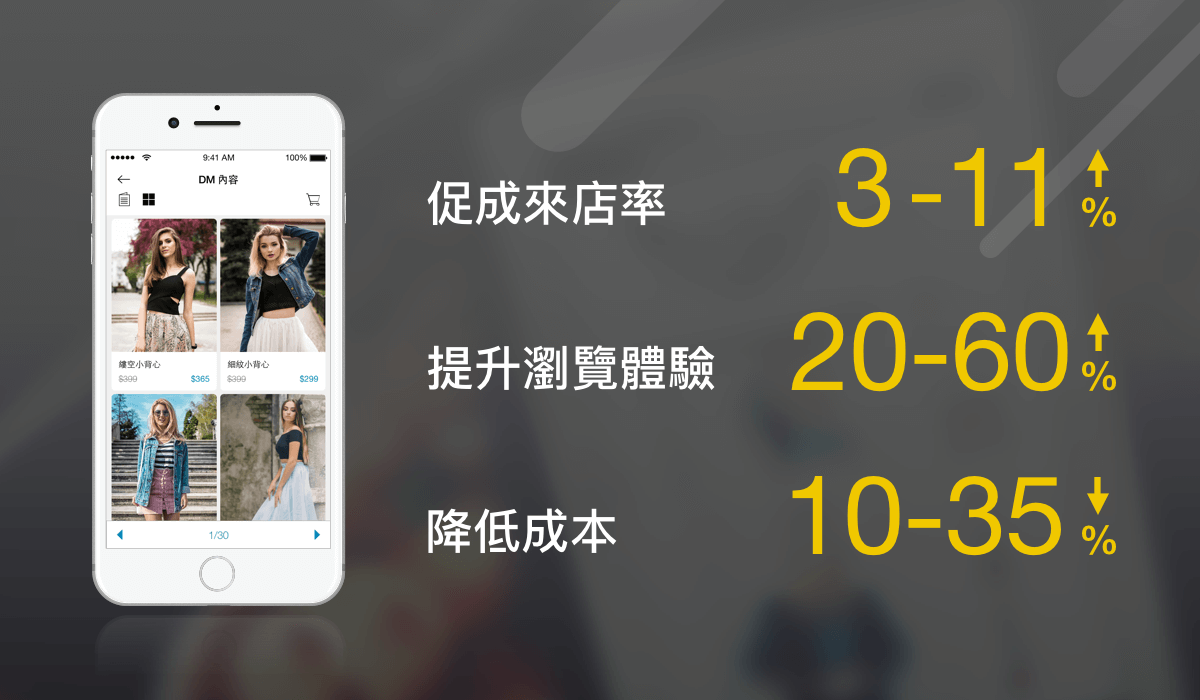 9:41 AM 100%
DM 內容
縷空小背心
$399 $365
細紋小背心
$399 $299
1/30
促成來店率 3-11%
提升瀏覽體驗 20-60%
降低成本 10-35%